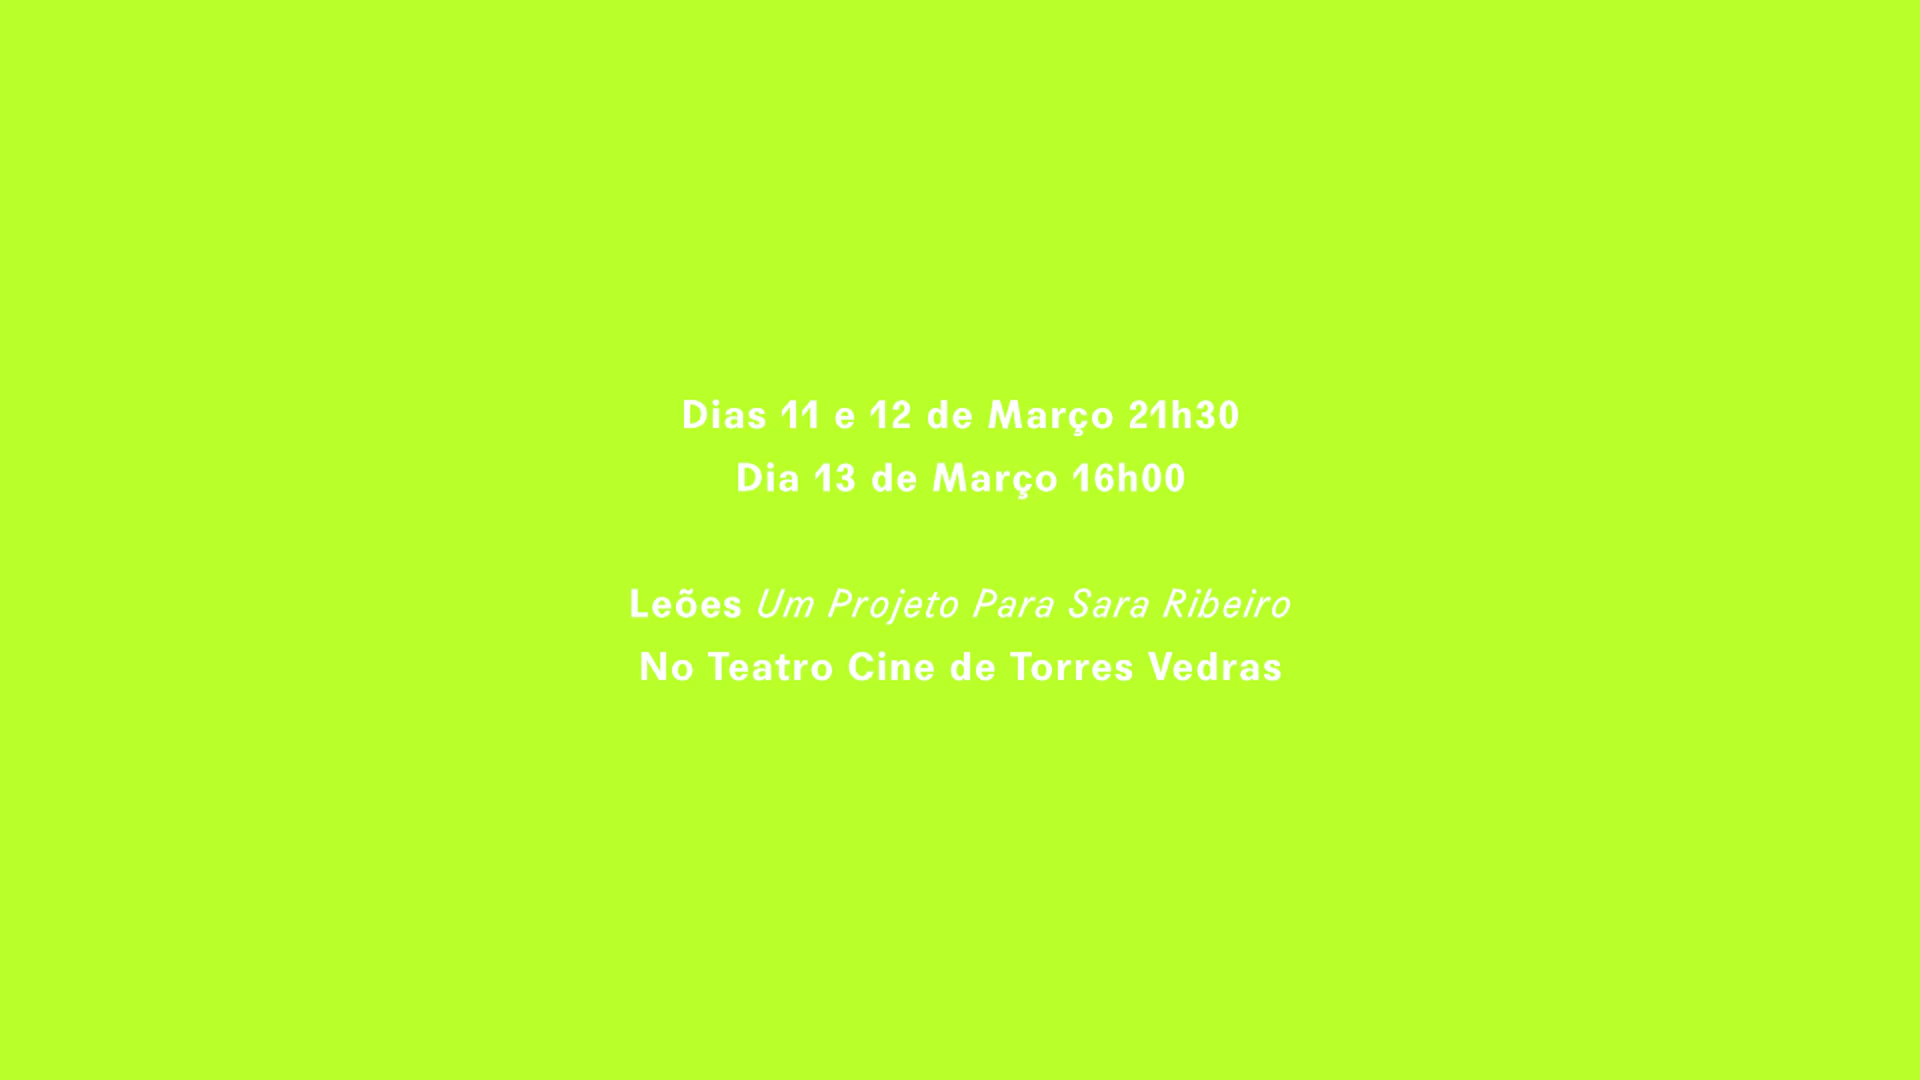 Dias 11 e 12 de Março 21h30
Dia 13 de Março 16h00
Leões Um Projeto Para Sara Ribeiro
No Teatro Cine de Torres Vedras